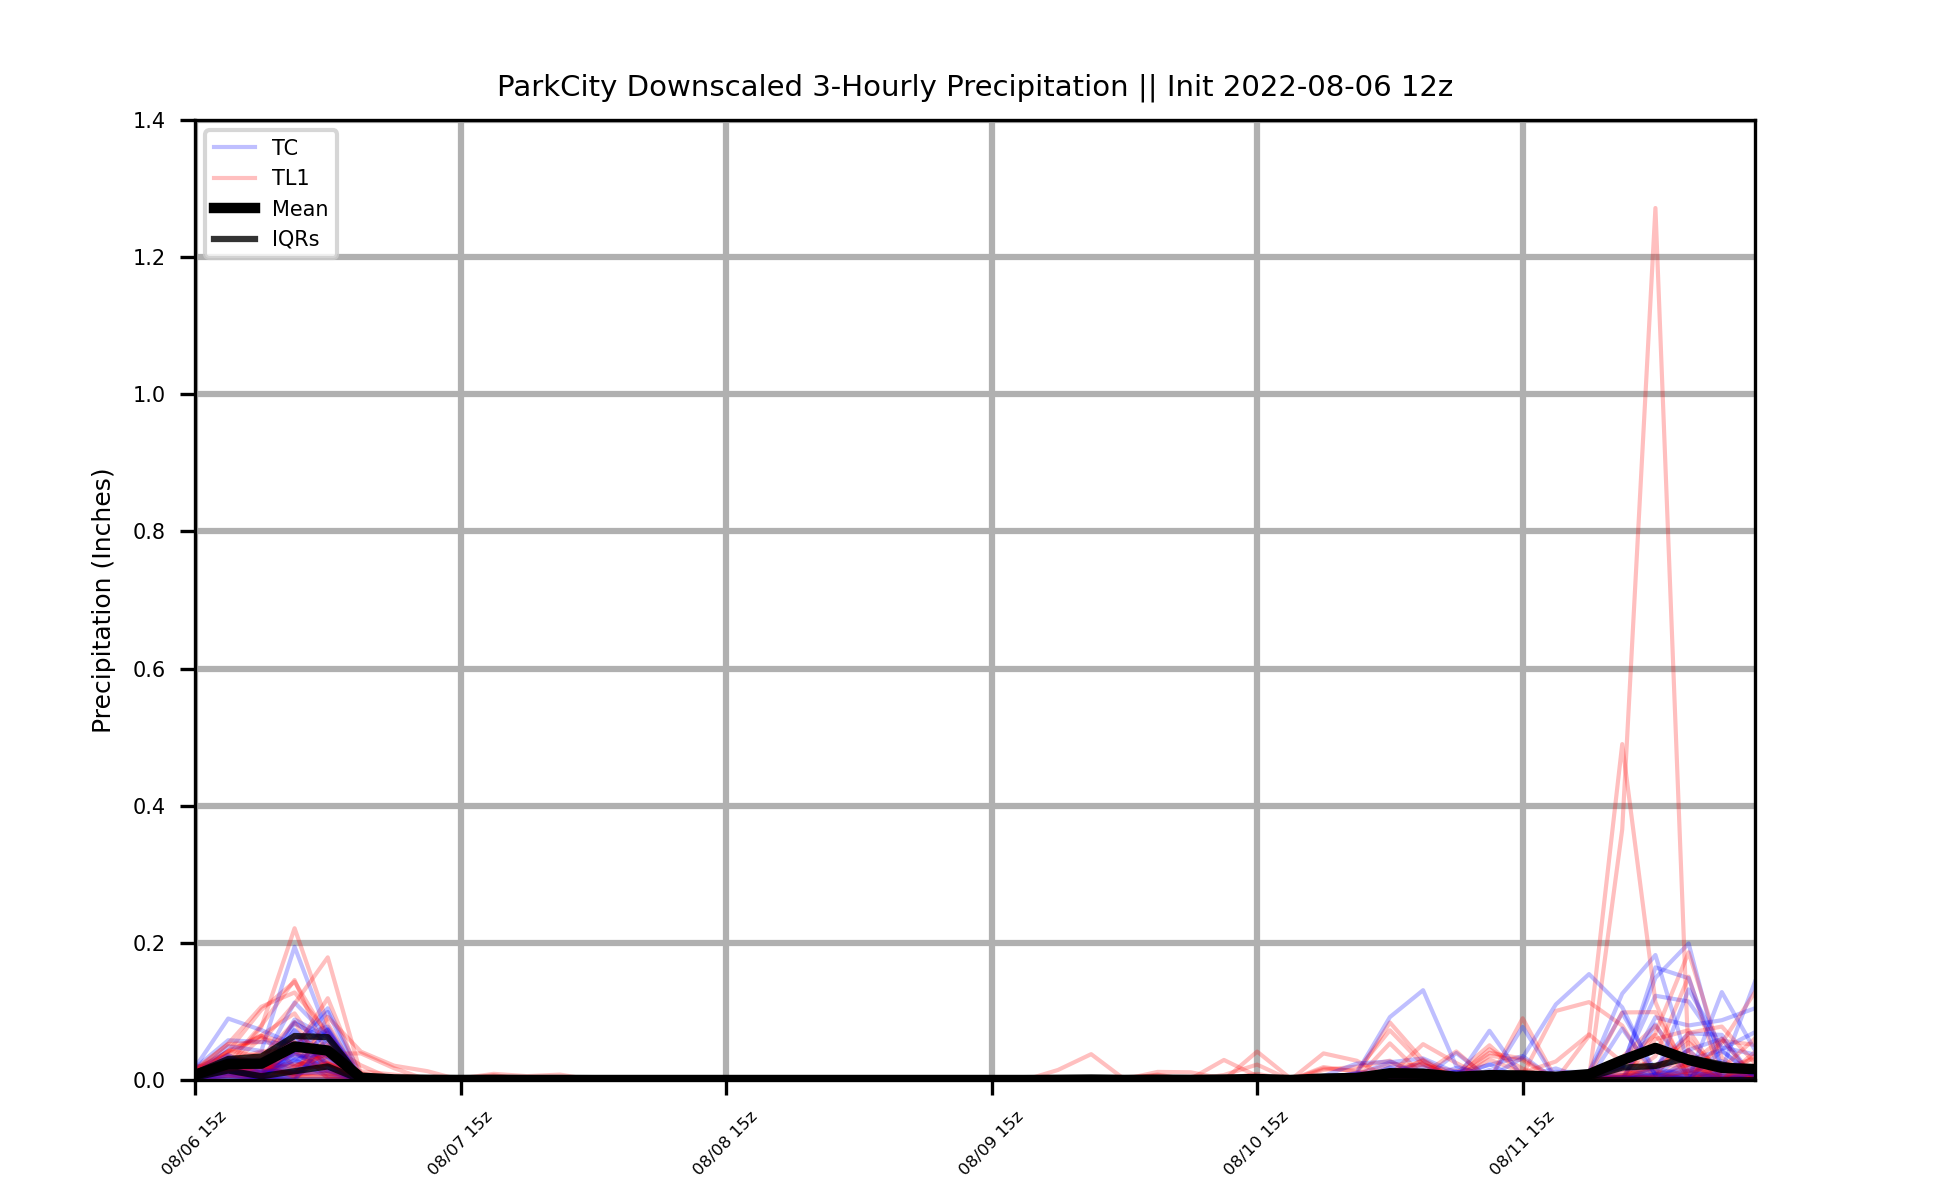 ParkCity Downscaled 3-Hourly Precipitation || Init 2022-08-06 12z
TC
TL1
Mean
IQRs
Precipitation (Inches)
1.4
1.2
1.0
0.8
0.6
0.4
0.2
0.0
08/06 15z
08/07 15z
08/08 15z
08/09 15z
08/10 15z
08/11 15z